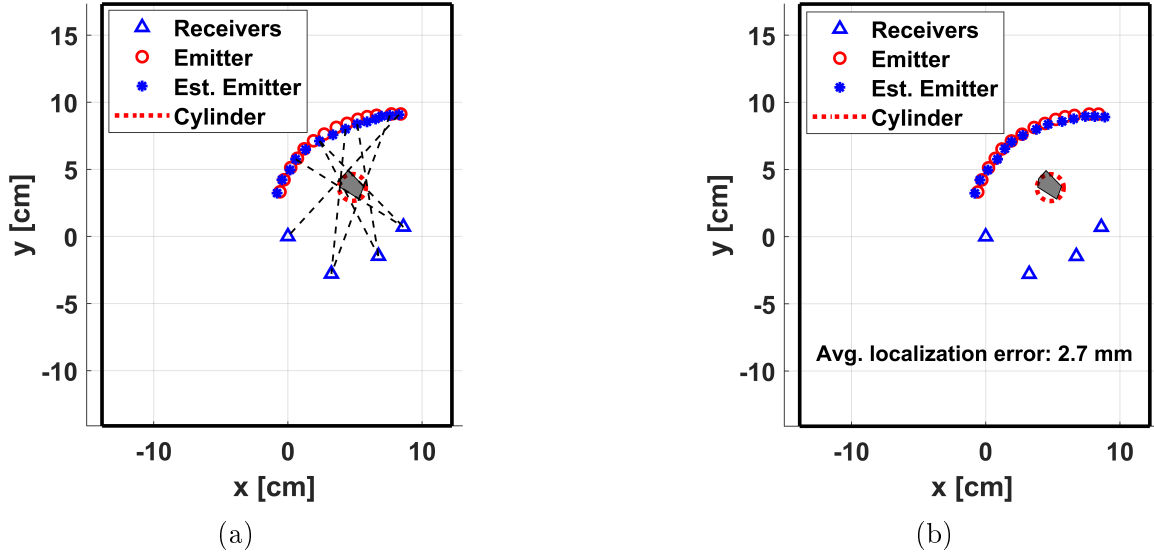 Receivers
Emitter
Est. Emitter
Cylinder
15
10
5
0
-5
-10
y [cm]
-10
0
10
x [cm]
(a)
Receivers
Emitter
Est. Emitter
Cylinder
15
10
5
0
-5
-10
y [cm]
Avg. localization error: 2.7 mm
-10
0
10
x [cm]
(b)